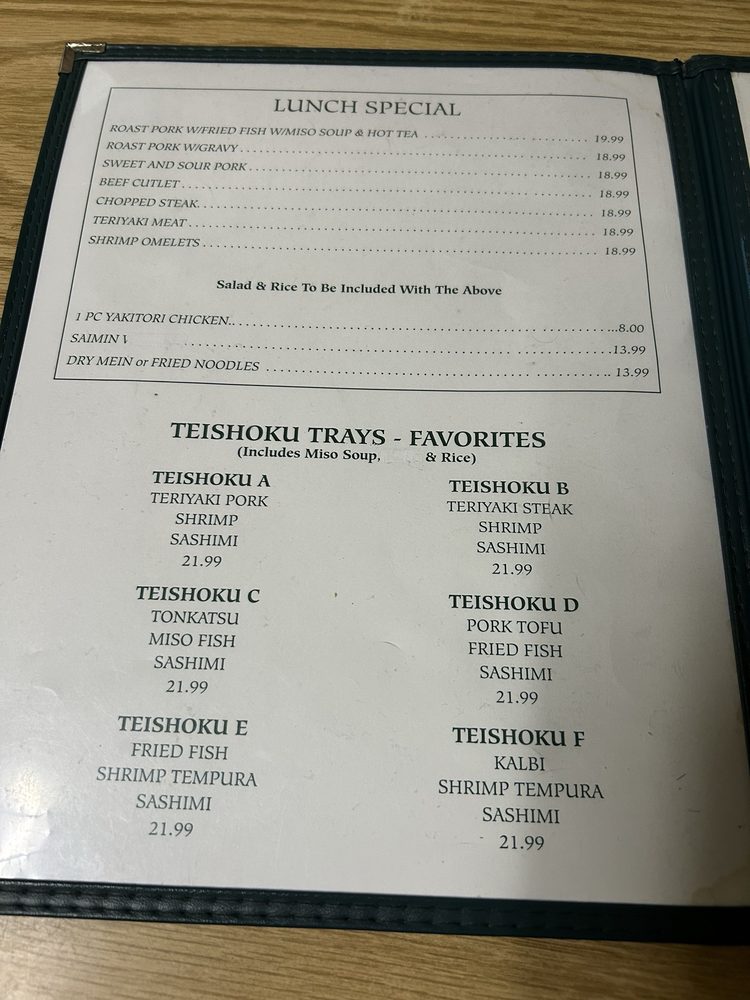 LUNCH SPECIAL
ROAST PORK W/FRIED FISH W/MISO SOUP & HOT TEA 19.99
ROAST PORK W/GRAVY 18.99
SWEET AND SOUR PORK 18.99
BEEF CUTLET 18.99
CHOPPED STEAK 18.99
TERIYAKI MEAT 18.99
SHRIMP OMELETS 18.99
Salad & Rice To Be Included With The Above
1 PC YAKITORI CHICKEN 8.00
SAIMIN 13.99
DRY MEIN or FRIED NOODLES 13.99
TEISHOKU TRAYS - FAVORITES
(Includes Miso Soup, & Rice)
TEISHOKU A
TERIYAKI PORK
SHRIMP
SASHIMI
21.99
TEISHOKU B
TERIYAKI STEAK
SHRIMP
SASHIMI
21.99
TEISHOKU C
TONKATSU
MISO FISH
SASHIMI
21.99
TEISHOKU D
PORK TOFU
FRIED FISH
SASHIMI
21.99
TEISHOKU E
FRIED FISH
SHRIMP TEMPURA
SASHIMI
21.99
TEISHOKU F
KALBI
SHRIMP TEMPURA
SASHIMI
21.99